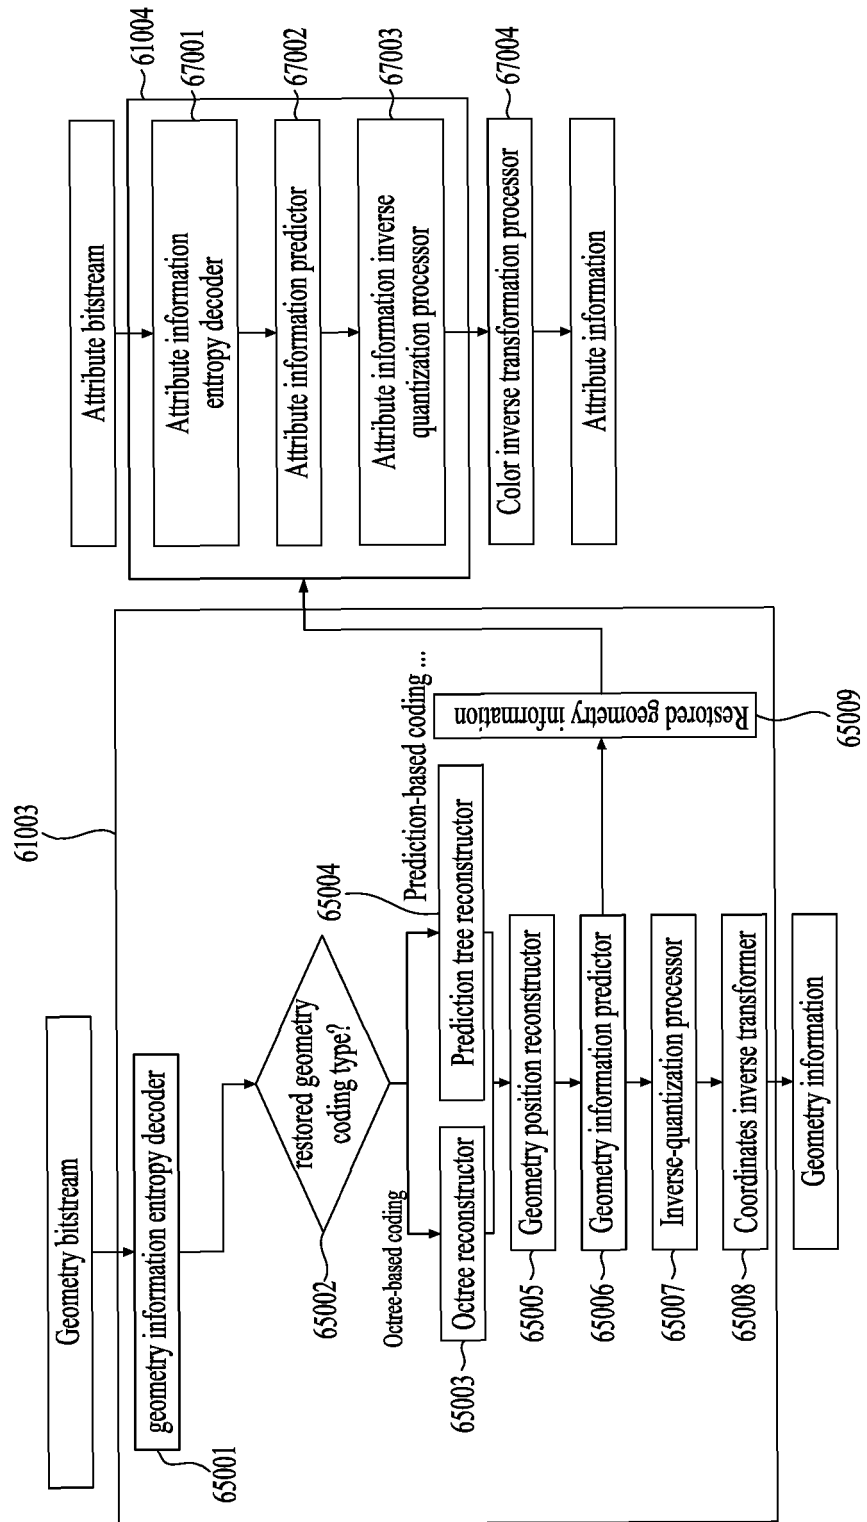 61003
Geometry bitstream
geometry information entropy decoder
65001
restored geometry
coding type?
65002
Octree-based coding
Prediction-based coding ...
65004
Octree reconstructor
65003
Prediction tree reconstructor
Geometry position reconstructor
65005
Geometry information predictor
65006
Restored geometry information
65009
Inverse-quantization processor
65007
Coordinates inverse transformer
65008
Geometry information
Attribute bitstream
61004
Attribute information
entropy decoder
67001
Attribute information predictor
67002
Attribute information inverse
quantization processor
67003
Color inverse transformation processor
67004
Attribute information